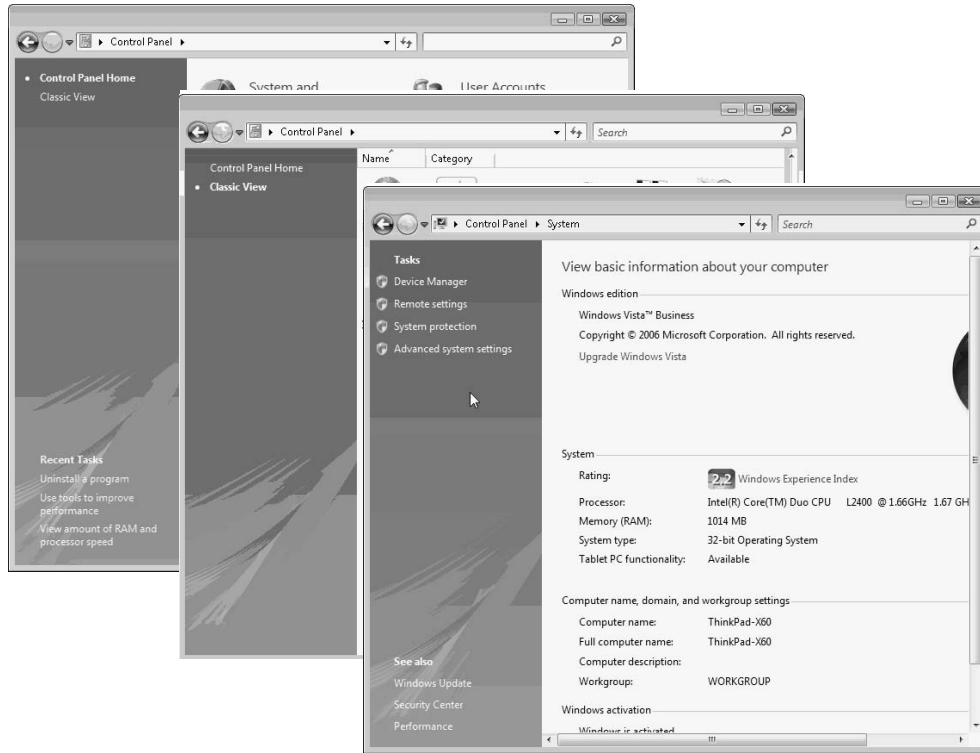 Control Panel
Control Panel Home
Classic View
System and
User Accounts
Recent Tasks
Uninstall a program
Use tools to improve
performance
View amount of RAM and
processor speed
Control Panel
Search
Control Panel Home
Classic View
Name
Category
Control Panel
System
Search
Tasks
Device Manager
Remote settings
System protection
Advanced system settings
See also
Windows Update
Security Center
Performance
View basic information about your computer
Windows edition
Windows Vista™ Business
Copyright © 2006 Microsoft Corporation. All rights reserved.
Upgrade Windows Vista
System
Rating: 2,2 Windows Experience Index
Processor: Intel(R) Core(TM) Duo CPU L2400 @ 1.66GHz 1.67 GH
Memory (RAM): 1014 MB
System type: 32-bit Operating System
Tablet PC functionality: Available
Computer name, domain, and workgroup settings
Computer name: ThinkPad-X60
Full computer name: ThinkPad-X60
Computer description:
Workgroup: WORKGROUP
Windows activation
Windows is activated